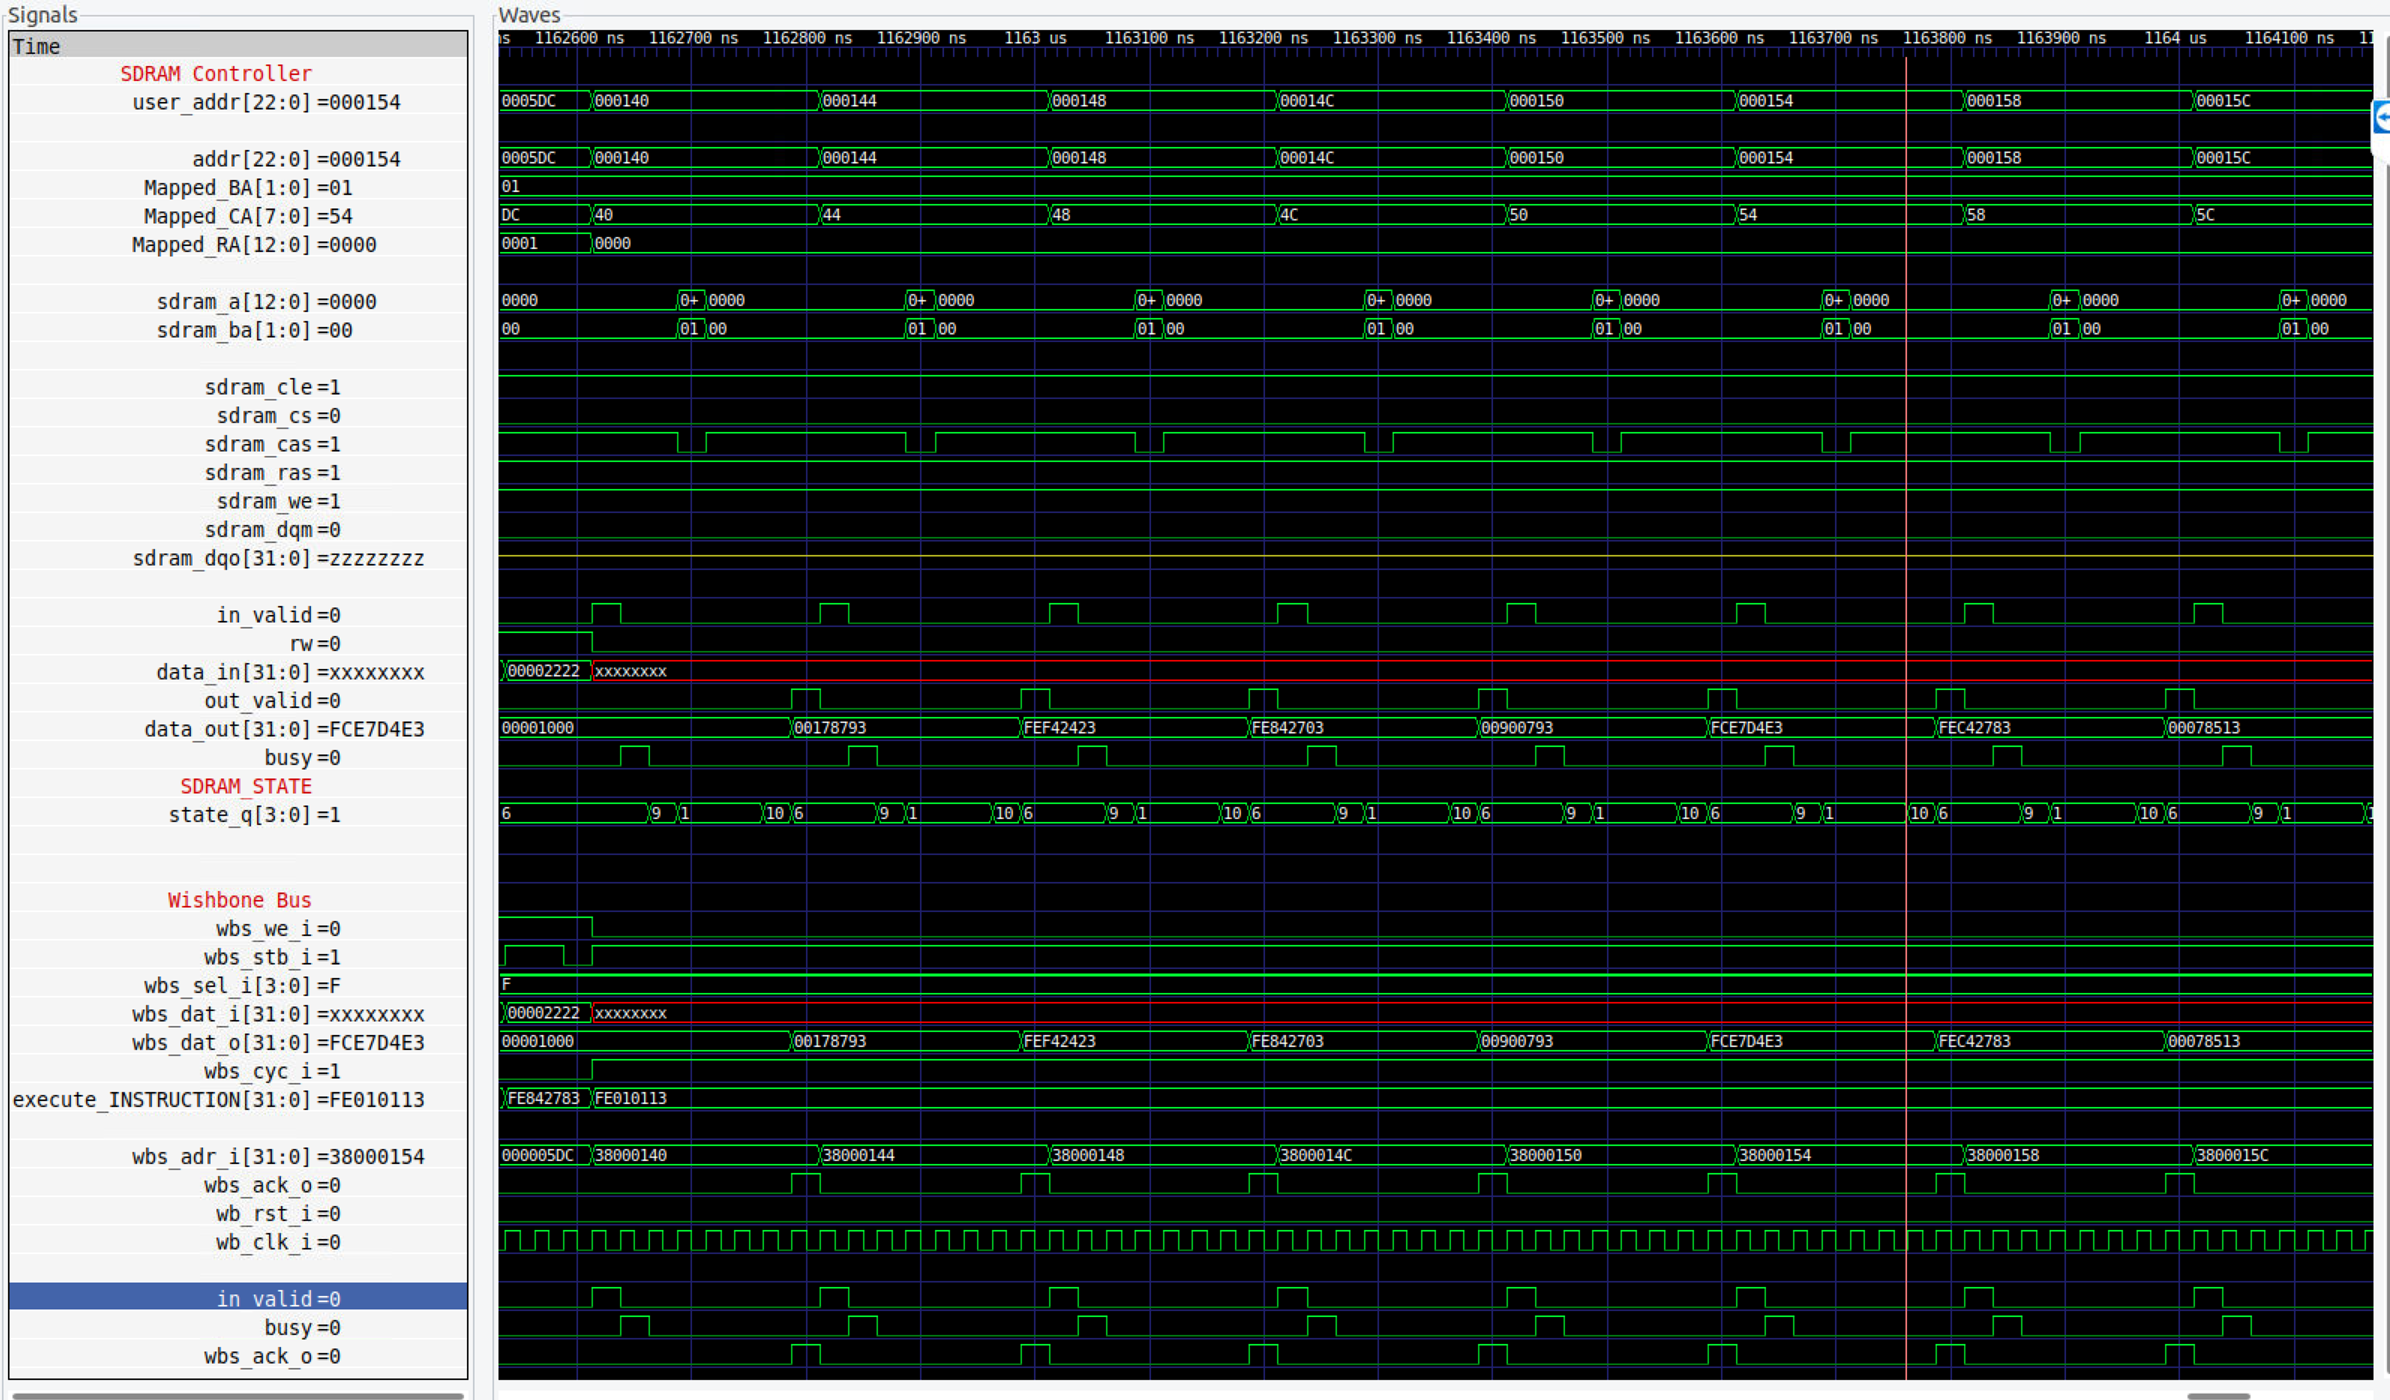 Signals Waves
Time ns 1162600 ns 1162700 ns 1162800 ns 1162900 ns 1163 us 1163100 ns 1163200 ns 1163300 ns 1163400 ns 1163500 ns 1163600 ns 1163700 ns 1163800 ns 1163900 ns 1164 us 1164100 ns 11
SDRAM Controller
user_addr[22:0]=000154 0005DC 000140 000144 000148 00014C 000150 000154 000158 00015C
addr[22:0]=000154 0005DC 000140 000144 000148 00014C 000150 000154 000158 00015C
Mapped_BA[1:0]=01 01
Mapped_CA[7:0]=54 DC 40 44 48 4C 50 54 58 5C
Mapped_RA[12:0]=0000 0001 0000
sdram_a[12:0]=0000 0000 0+ 0000 0+ 0000 0+ 0000 0+ 0000 0+ 0000 0+ 0000 0+ 0000 0+ 0000
sdram_ba[1:0]=00 00 01 00 01 00 01 00 01 00 01 00 01 00 01 00 01 00
sdram_cle=1
sdram_cs=0
sdram_cas=1
sdram_ras=1
sdram_we=1
sdram_dqm=0
sdram_dqo[31:0]=zzzzzzzz
in_valid=0
rw=0
data_in[31:0]=xxxxxxxx 00002222 xxxxxxxx
out_valid=0
data_out[31:0]=FCE7D4E3 00001000 00178793 FEF42423 FE842703 00900793 FCE7D4E3 FEC42783 00078513
busy=0
SDRAM_STATE
state_q[3:0]=1 6 9 1 10 6 9 1 10 6 9 1 10 6 9 1 10 6 9 1 10 6 9 1 10 6 9 1 10 6 9 1 1
Wishbone Bus
wbs_we_i=0
wbs_stb_i=1
wbs_sel_i[3:0]=F F
wbs_dat_i[31:0]=xxxxxxxx 00002222 xxxxxxxx
wbs_dat_o[31:0]=FCE7D4E3 00001000 00178793 FEF42423 FE842703 00900793 FCE7D4E3 FEC42783 00078513
wbs_cyc_i=1
execute_INSTRUCTION[31:0]=FE010113 FE842783 FE010113
wbs_adr_i[31:0]=38000154 000005DC 38000140 38000144 38000148 3800014C 38000150 38000154 38000158 3800015C
wbs_ack_o=0
wb_rst_i=0
wb_clk_i=0
in_valid=0
busy=0
wbs_ack_o=0